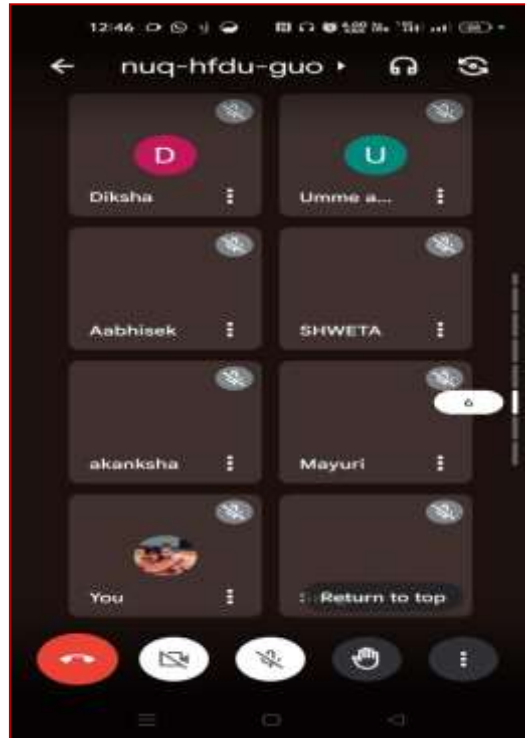 12:46
nuq-hfdu-guo
D
U
Diksha
Umme a...
Aabhisek
SHWETA
akanksha
Mayuri
6
You
Return to top